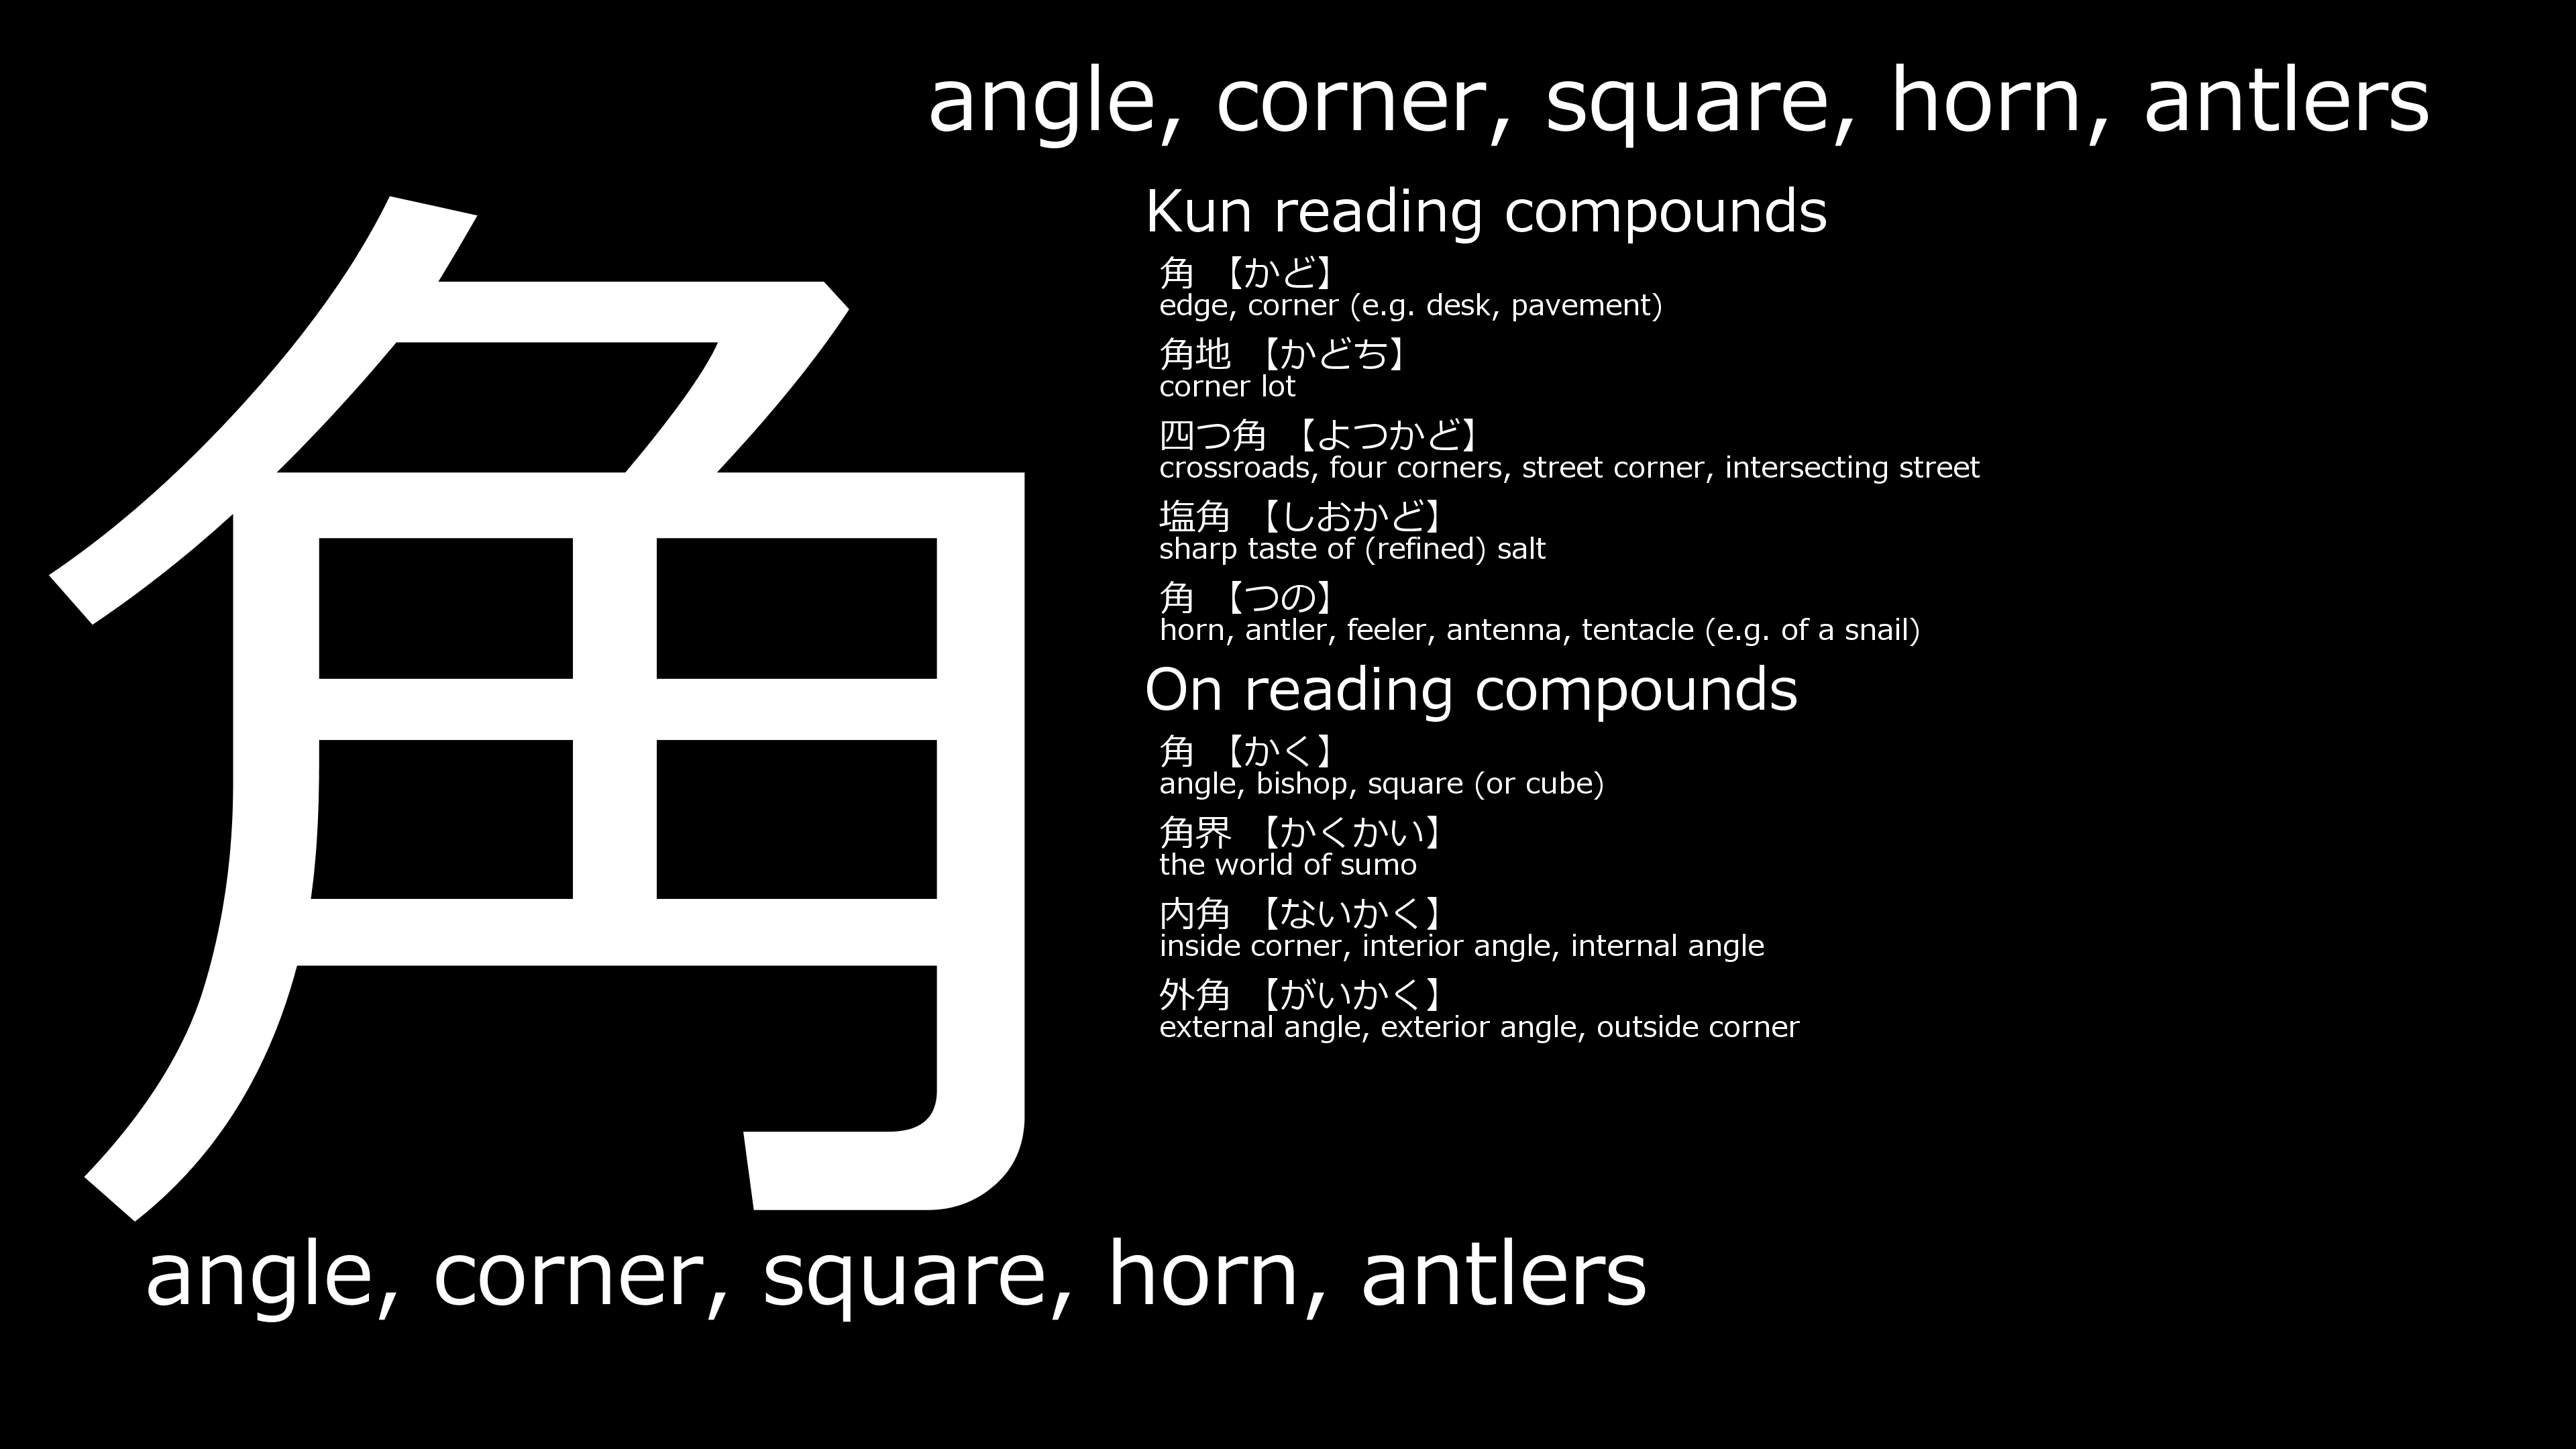 angle, corner, square, horn, antlers
角
Kun reading compounds
角 【かど】
edge, corner (e.g. desk, pavement)
角地 【かどち】
corner lot
四つ角 【よつかど】
crossroads, four corners, street corner, intersecting street
塩角 【しおかど】
sharp taste of (refined) salt
角 【つの】
horn, antler, feeler, antenna, tentacle (e.g. of a snail)
On reading compounds
角 【かく】
angle, bishop, square (or cube)
角界 【かくかい】
the world of sumo
内角 【ないかく】
inside corner, interior angle, internal angle
外角 【がいかく】
external angle, exterior angle, outside corner
angle, corner, square, horn, antlers